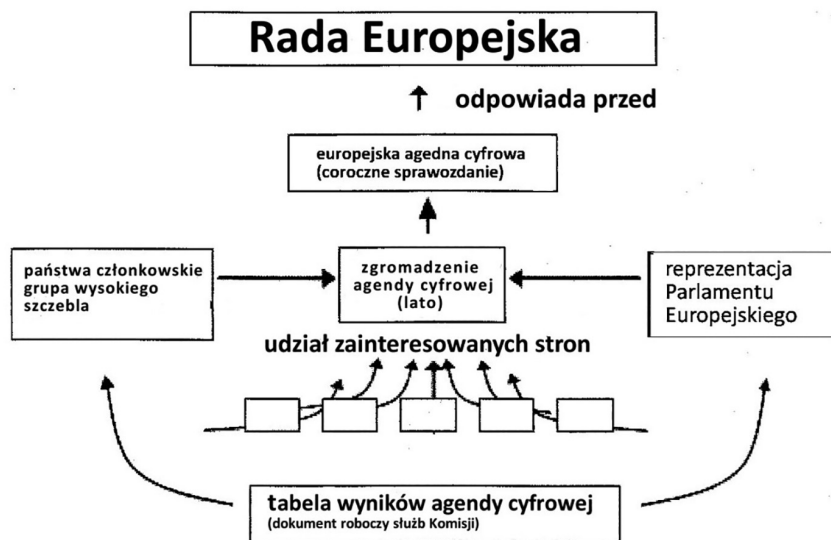 Rada Europejska
odpowiada przed
europejska agedna cyfrowa
(coroczne sprawozdanie)
państwa członkowskie
grupa wysokiego
szczebla
zgromadzenie
agendy cyfrowej
(lato)
reprezentacja
Parlamentu
Europejskiego
udział zainteresowanych stron
tabela wyników agendy cyfrowej
(dokument roboczy służb Komisji)